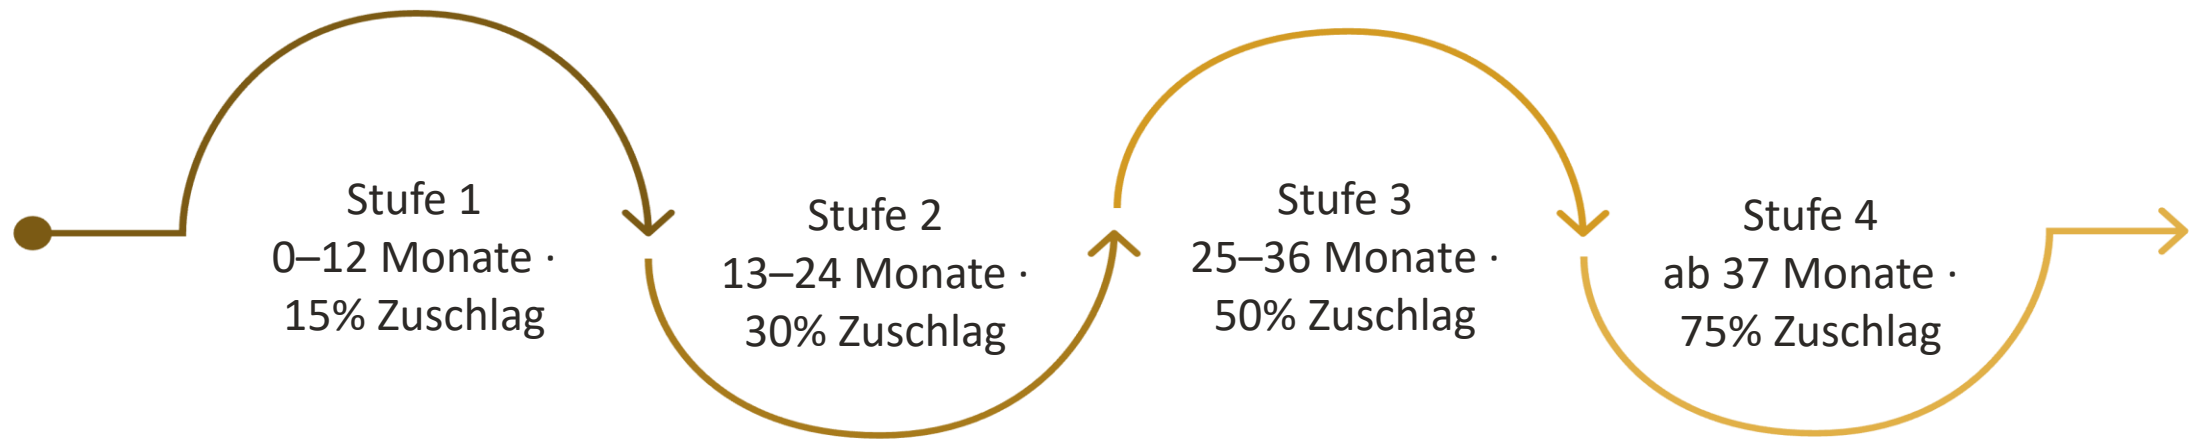 Stufe 1
0–12 Monate ·
15% Zuschlag
Stufe 2
13–24 Monate ·
30% Zuschlag
Stufe 3
25–36 Monate ·
50% Zuschlag
Stufe 4
ab 37 Monate ·
75% Zuschlag